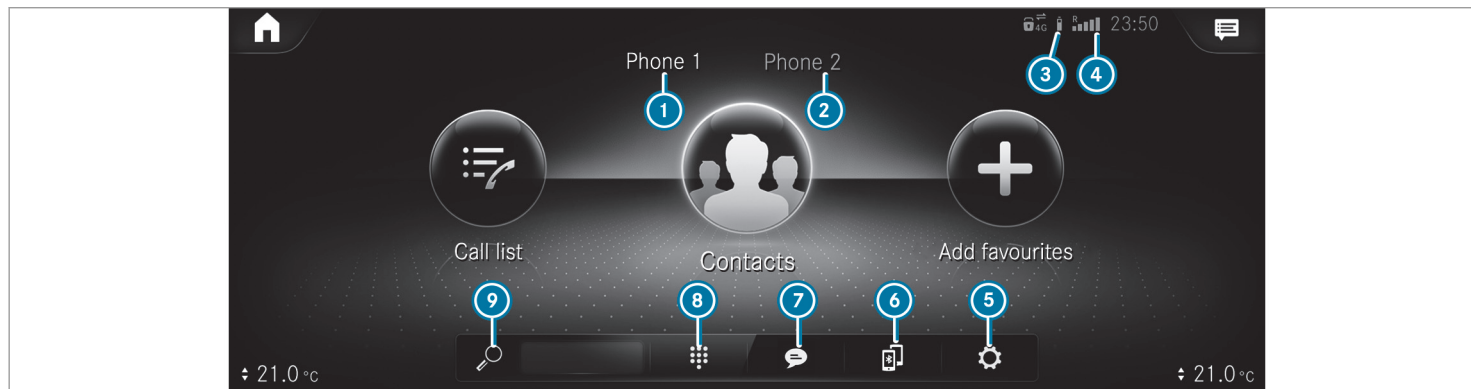 4G R 23:50
Phone 1 Phone 2
3 4
1 2
Call list Contacts Add favourites
9 8 7 6 5
21.0 °C 21.0 °C